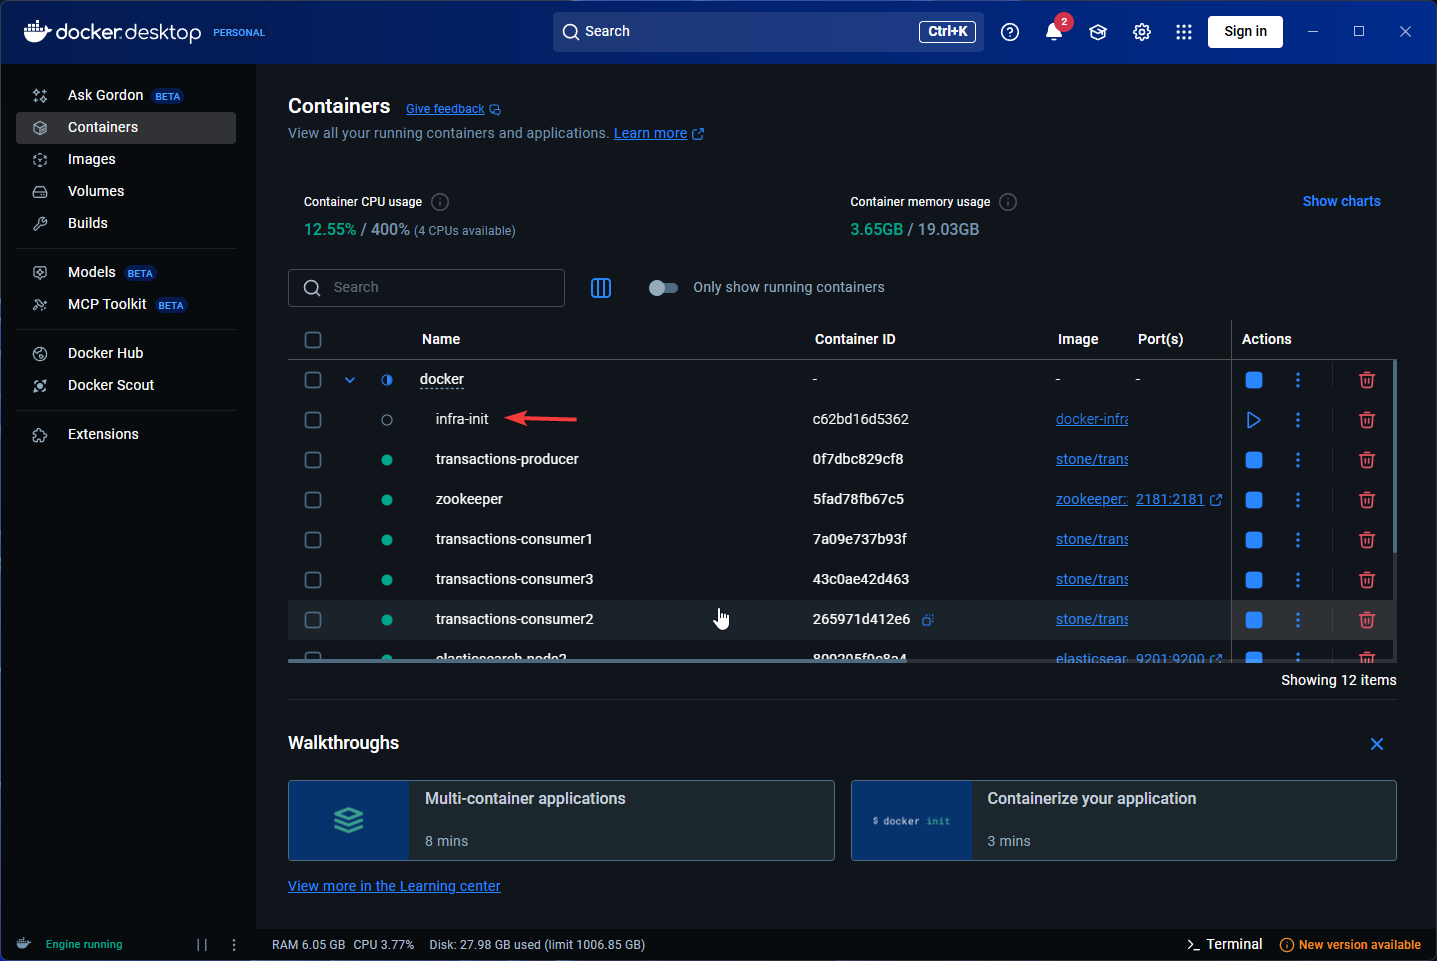 docker desktop PERSONAL
Search
Ctrl+K
2
Sign in
Ask Gordon BETA
Containers
Images
Volumes
Builds
Models BETA
MCP Toolkit BETA
Docker Hub
Docker Scout
Extensions
Containers Give feedback
View all your running containers and applications. Learn more
Container CPU usage
12.55% / 400% (4 CPUs available)
Container memory usage
3.65GB / 19.03GB
Show charts
Search
Only show running containers
Name Container ID Image Port(s) Actions
docker - - -
infra-init c62bd16d5362 docker-infra
transactions-producer 0f7dbc829cf8 stone/trans
zookeeper 5fad78fb67c5 zookeeper: 2181:2181
transactions-consumer1 7a09e737b93f stone/trans
transactions-consumer3 43c0ae42d463 stone/trans
transactions-consumer2 265971d412e6 stone/trans
elasticsearch-node2 elasticsear 9201:9200
Showing 12 items
Walkthroughs
Multi-container applications
8 mins
$ docker init
Containerize your application
3 mins
View more in the Learning center
Engine running
RAM 6.05 GB CPU 3.77% Disk: 27.98 GB used (limit 1006.85 GB)
Terminal
New version available